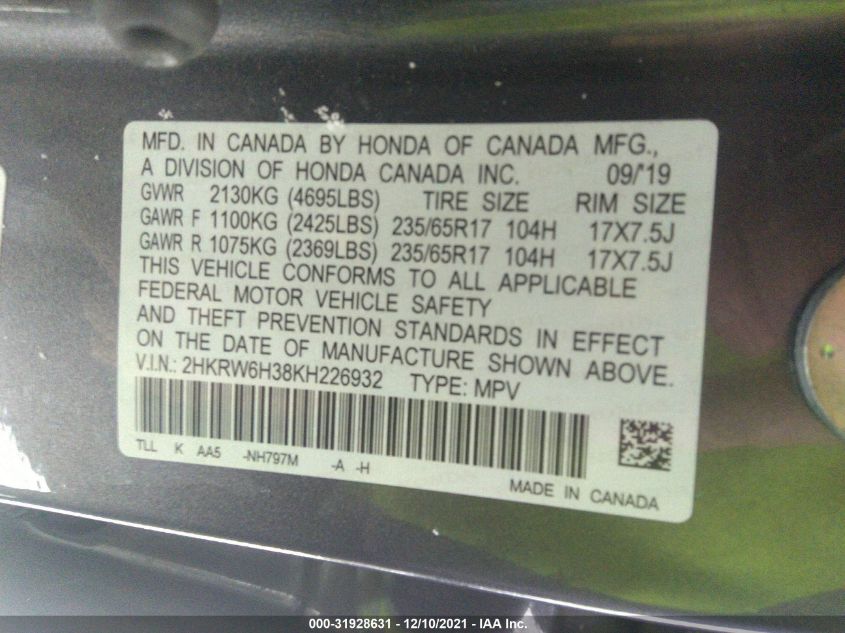 MFD. IN CANADA BY HONDA OF CANADA MFG.,
A DIVISION OF HONDA CANADA INC. 09/'19
GVWR 2130KG (4695LBS) TIRE SIZE RIM SIZE
GAWR F 1100KG (2425LBS) 235/65R17 104H 17X7.5J
GAWR R 1075KG (2369LBS) 235/65R17 104H 17X7.5J
THIS VEHICLE CONFORMS TO ALL APPLICABLE
FEDERAL MOTOR VEHICLE SAFETY
AND THEFT PREVENTION STANDARDS IN EFFECT
ON THE DATE OF MANUFACTURE SHOWN ABOVE.
V.I.N.: 2HKRW6H38KH226932 TYPE: MPV
TLL K AA5 -NH797M -A -H
MADE IN CANADA
000-31928631 - 12/10/2021 - IAA Inc.